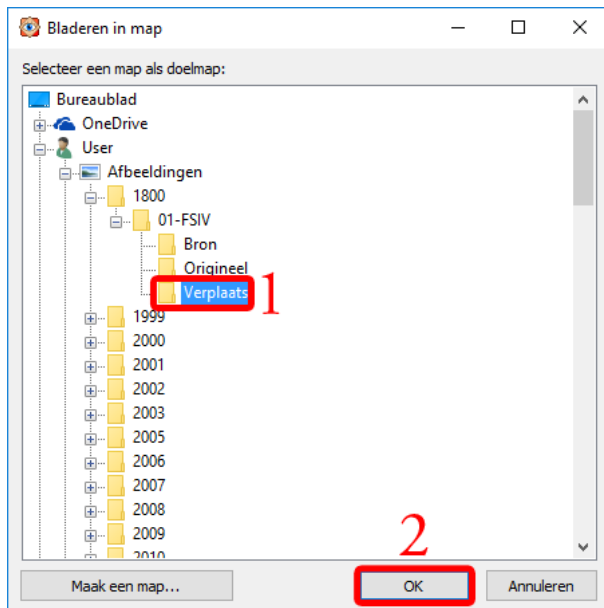 Bladeren in map
Selecteer een map als doelmap:
Bureaublad
OneDrive
User
Afbeeldingen
1800
01-FSIV
Bron
Origineel
Verplaats 1
1999
2000
2001
2002
2003
2005
2006
2007
2008
2009
2010
2
Maak een map... OK Annuleren